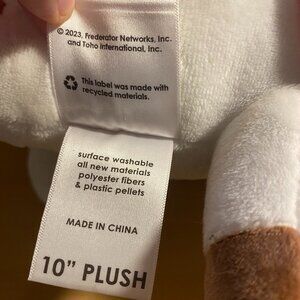 © 2023, Frederator Networks, Inc.
and Toho International, Inc.
This label was made with
recycled materials.
surface washable
all new materials
polyester fibers
& plastic pellets
MADE IN CHINA
10" PLUSH